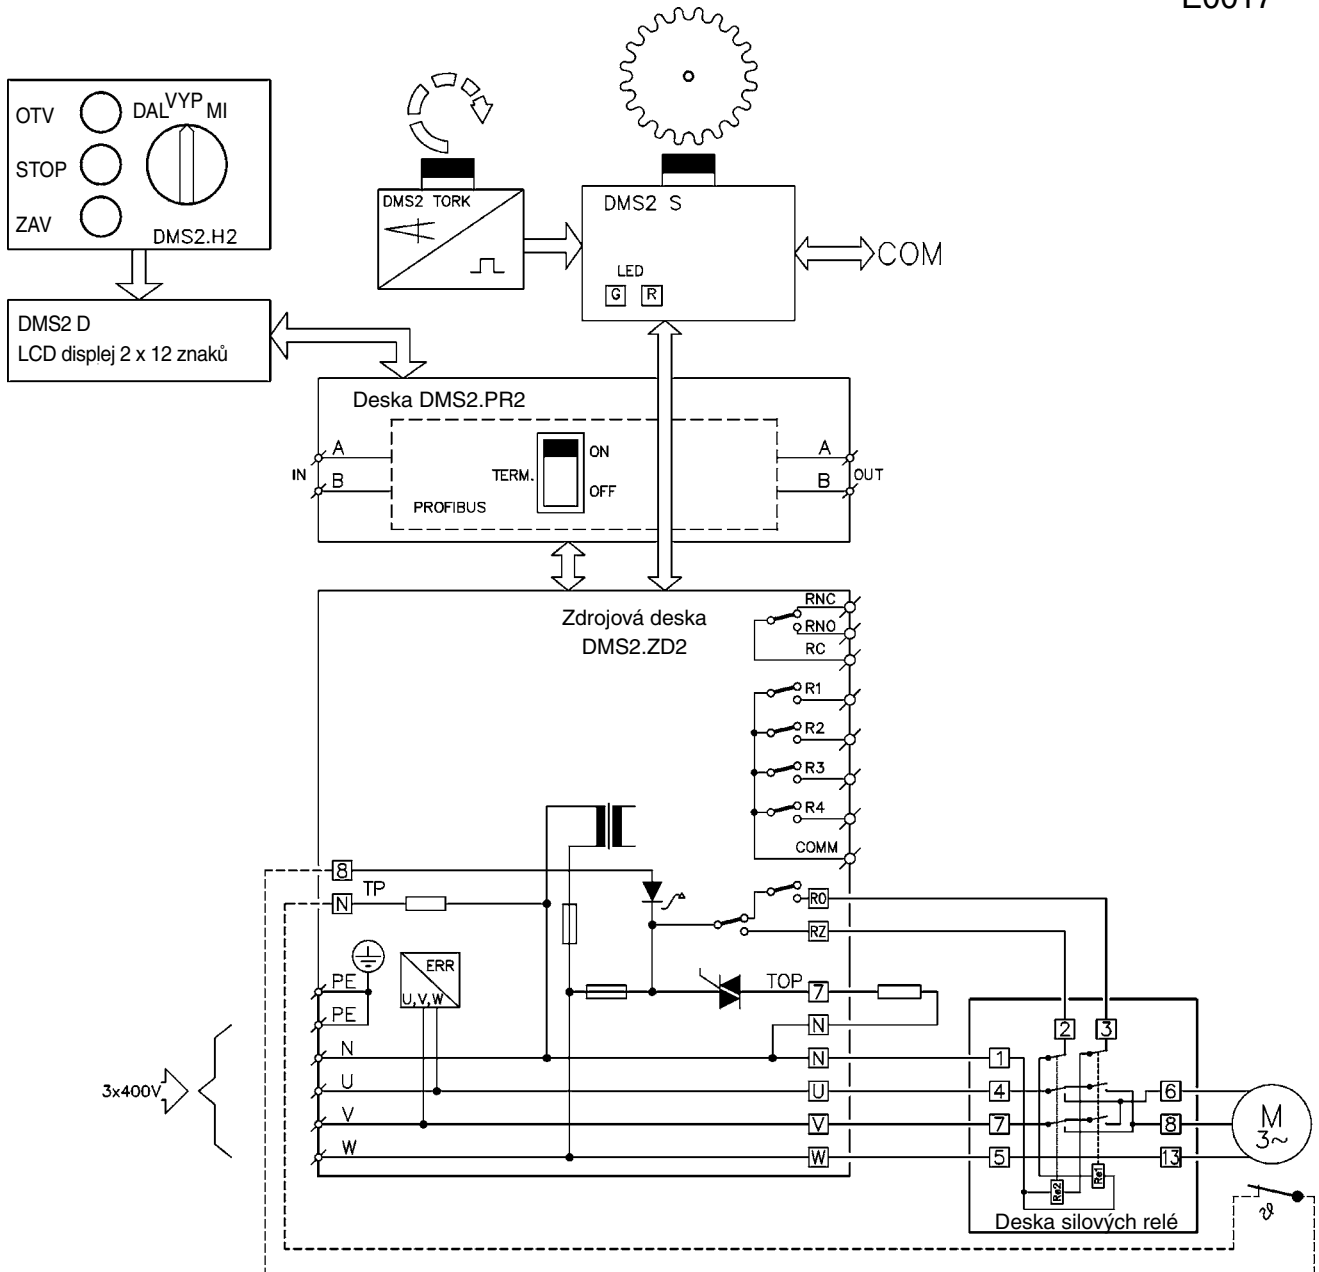 OTV
DAL VYP MI
STOP
ZAV
DMS2.H2
DMS2 TORK
DMS2 S
LED
G R
COM
DMS2 D
LCD displej 2 x 12 znaků
Deska DMS2.PR2
A
IN
B
TERM.
ON
OFF
PROFIBUS
A
OUT
B
Zdrojová deska
DMS2.ZD2
RNC
RNO
RC
R1
R2
R3
R4
COMM
8
TP
N
RO
RZ
PE
PE
ERR
U,V,W
TOP 7
N
N N 1
U U 4
V V 7
W W 5
3x400V
2 3
6
8
13
M
3~
Re2
Re1
Deska silových relé
ϑ